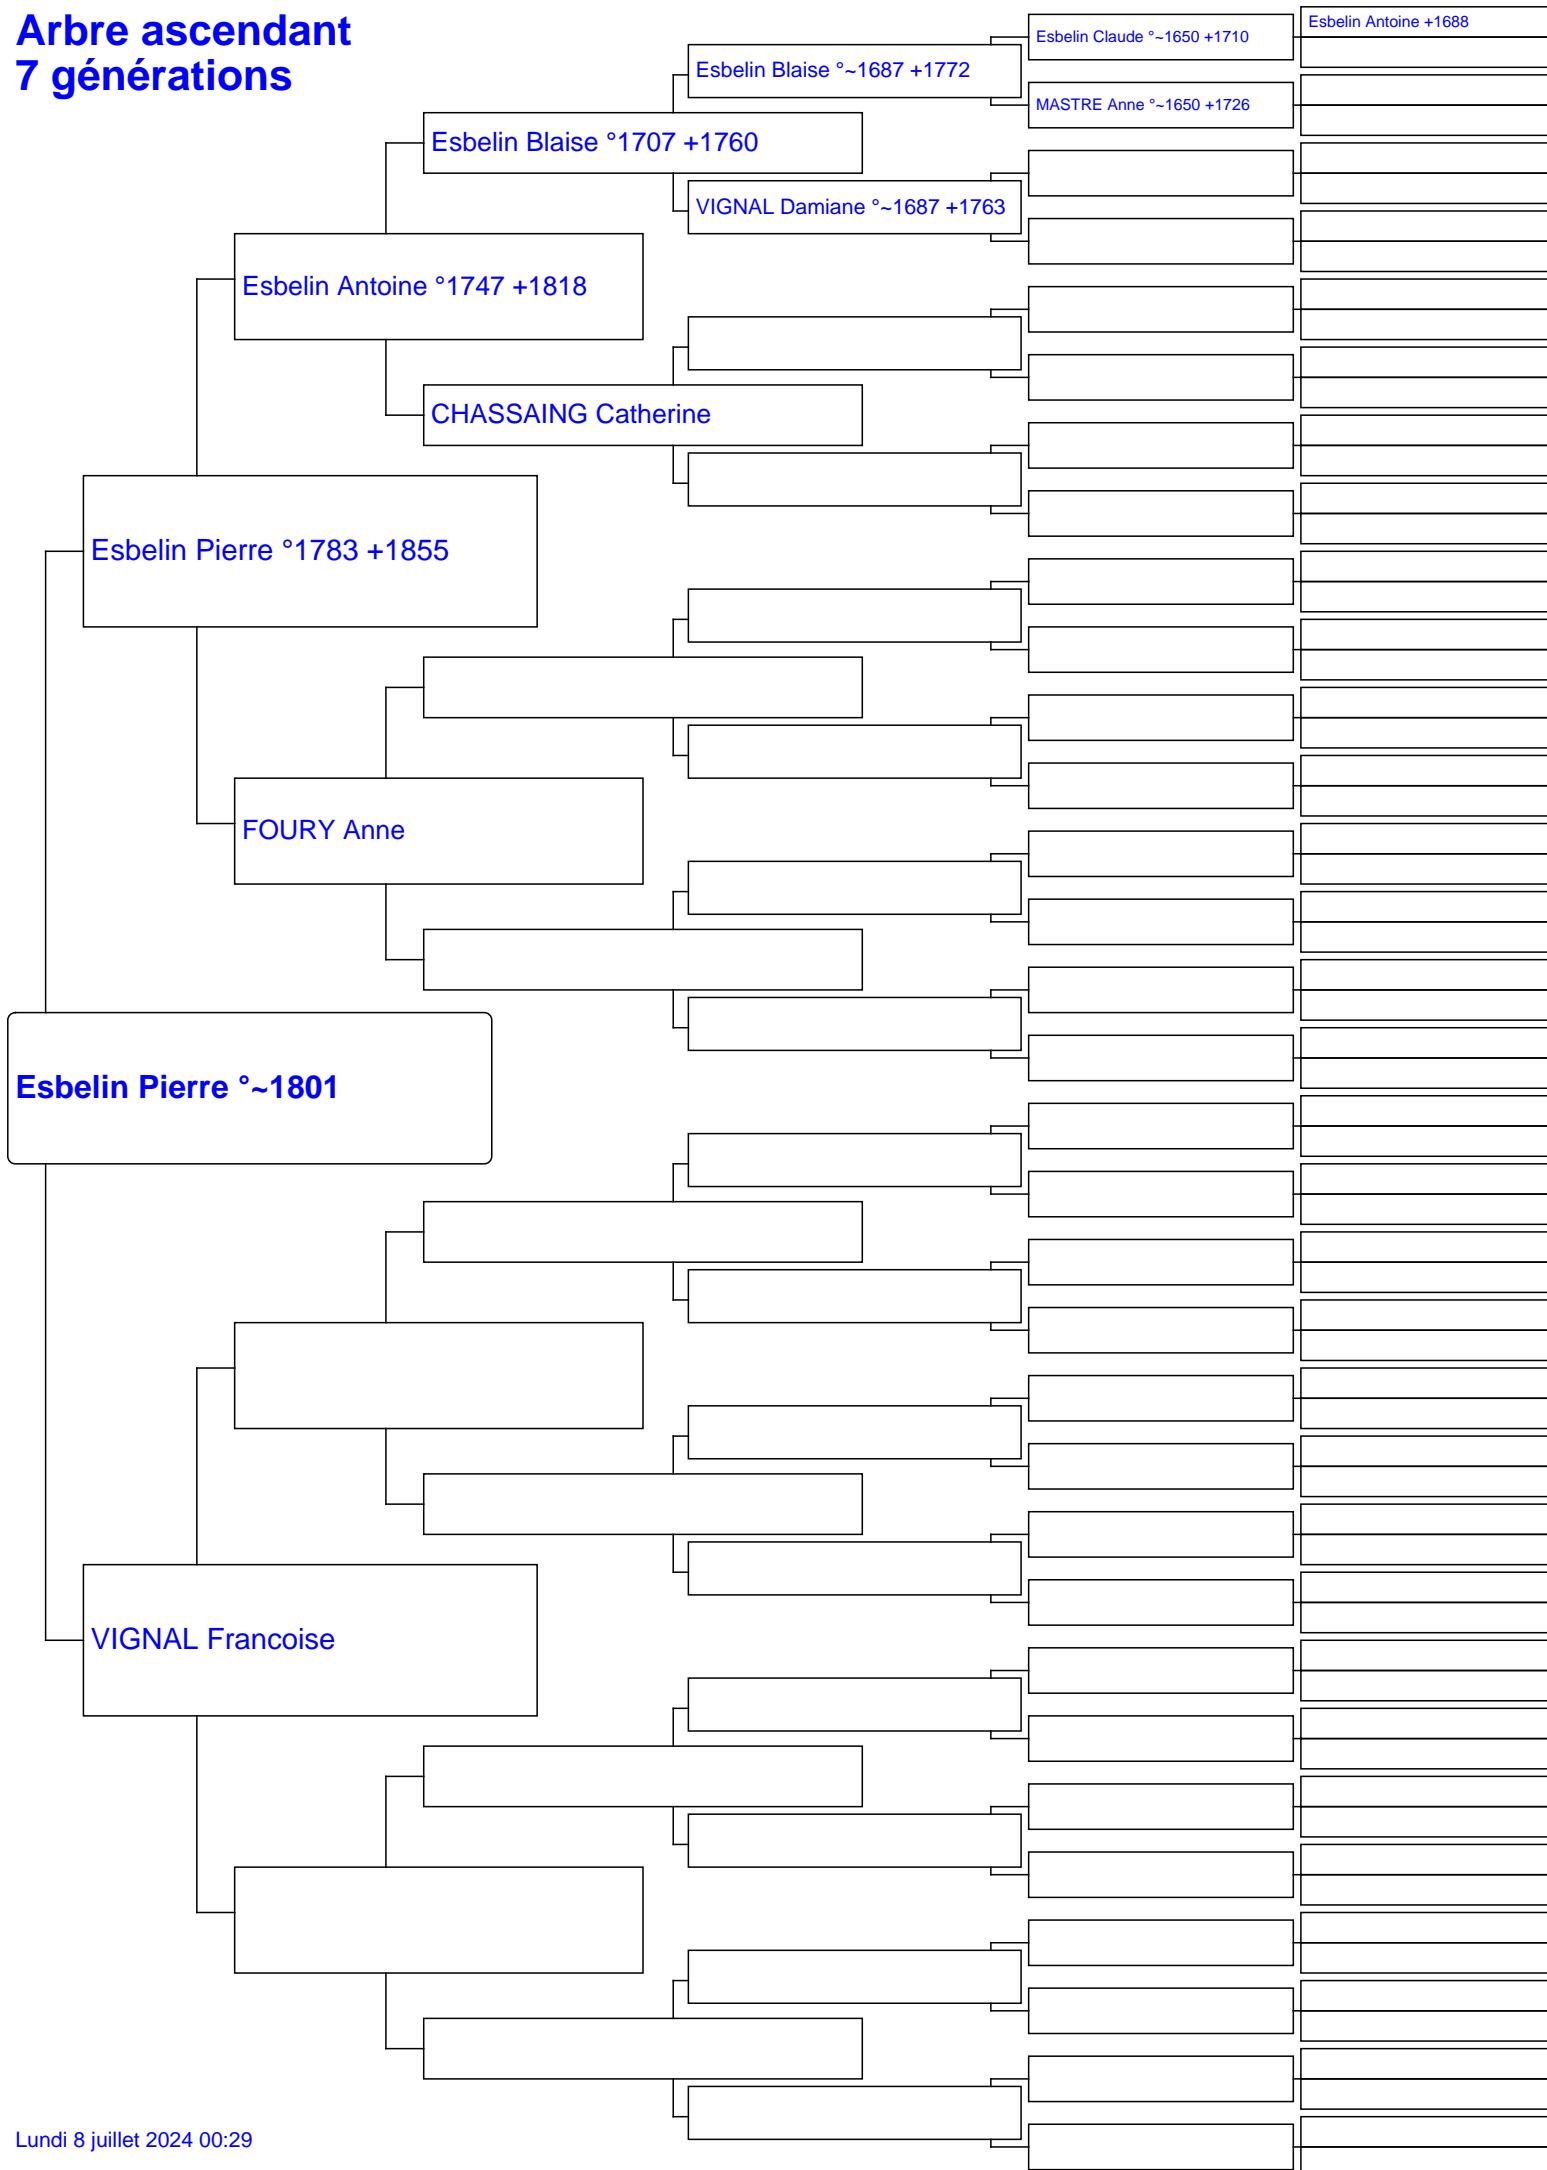 Arbre ascendant
7 générations
Esbelin Antoine +1688
Esbelin Claude °~1650 +1710
Esbelin Blaise °~1687 +1772
MASTRE Anne °~1650 +1726
Esbelin Blaise °1707 +1760
VIGNAL Damiane °~1687 +1763
Esbelin Antoine °1747 +1818
CHASSAING Catherine
Esbelin Pierre °1783 +1855
FOURY Anne
Esbelin Pierre °~1801
VIGNAL Francoise
Lundi 8 juillet 2024 00:29